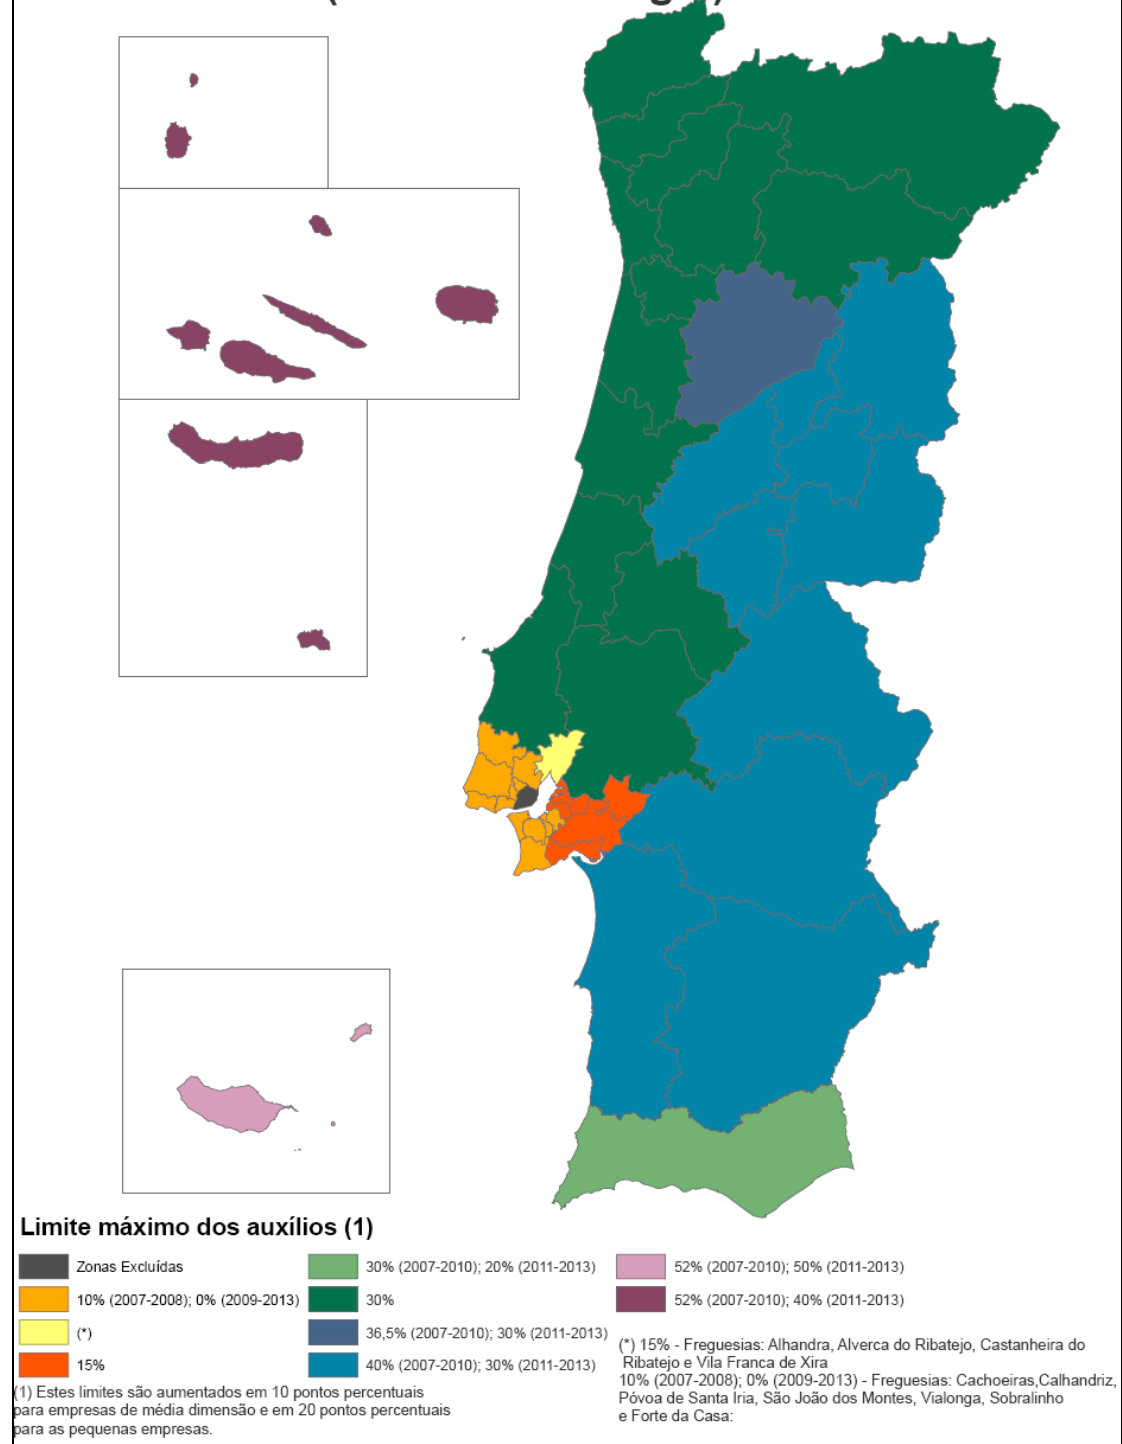 Limite máximo dos auxílios (1)
Zonas Excluídas
10% (2007-2008); 0% (2009-2013)
(*)
15%
30% (2007-2010); 20% (2011-2013)
30%
36,5% (2007-2010); 30% (2011-2013)
40% (2007-2010); 30% (2011-2013)
52% (2007-2010); 50% (2011-2013)
52% (2007-2010); 40% (2011-2013)
(*) 15% - Freguesias: Alhandra, Alverca do Ribatejo, Castanheira do
Ribatejo e Vila Franca de Xira
10% (2007-2008); 0% (2009-2013) - Freguesias: Cachoeiras,Calhandriz,
Póvoa de Santa Iria, São João dos Montes, Vialonga, Sobralinho
e Forte da Casa:
(1) Estes limites são aumentados em 10 pontos percentuais
para empresas de média dimensão e em 20 pontos percentuais
para as pequenas empresas.